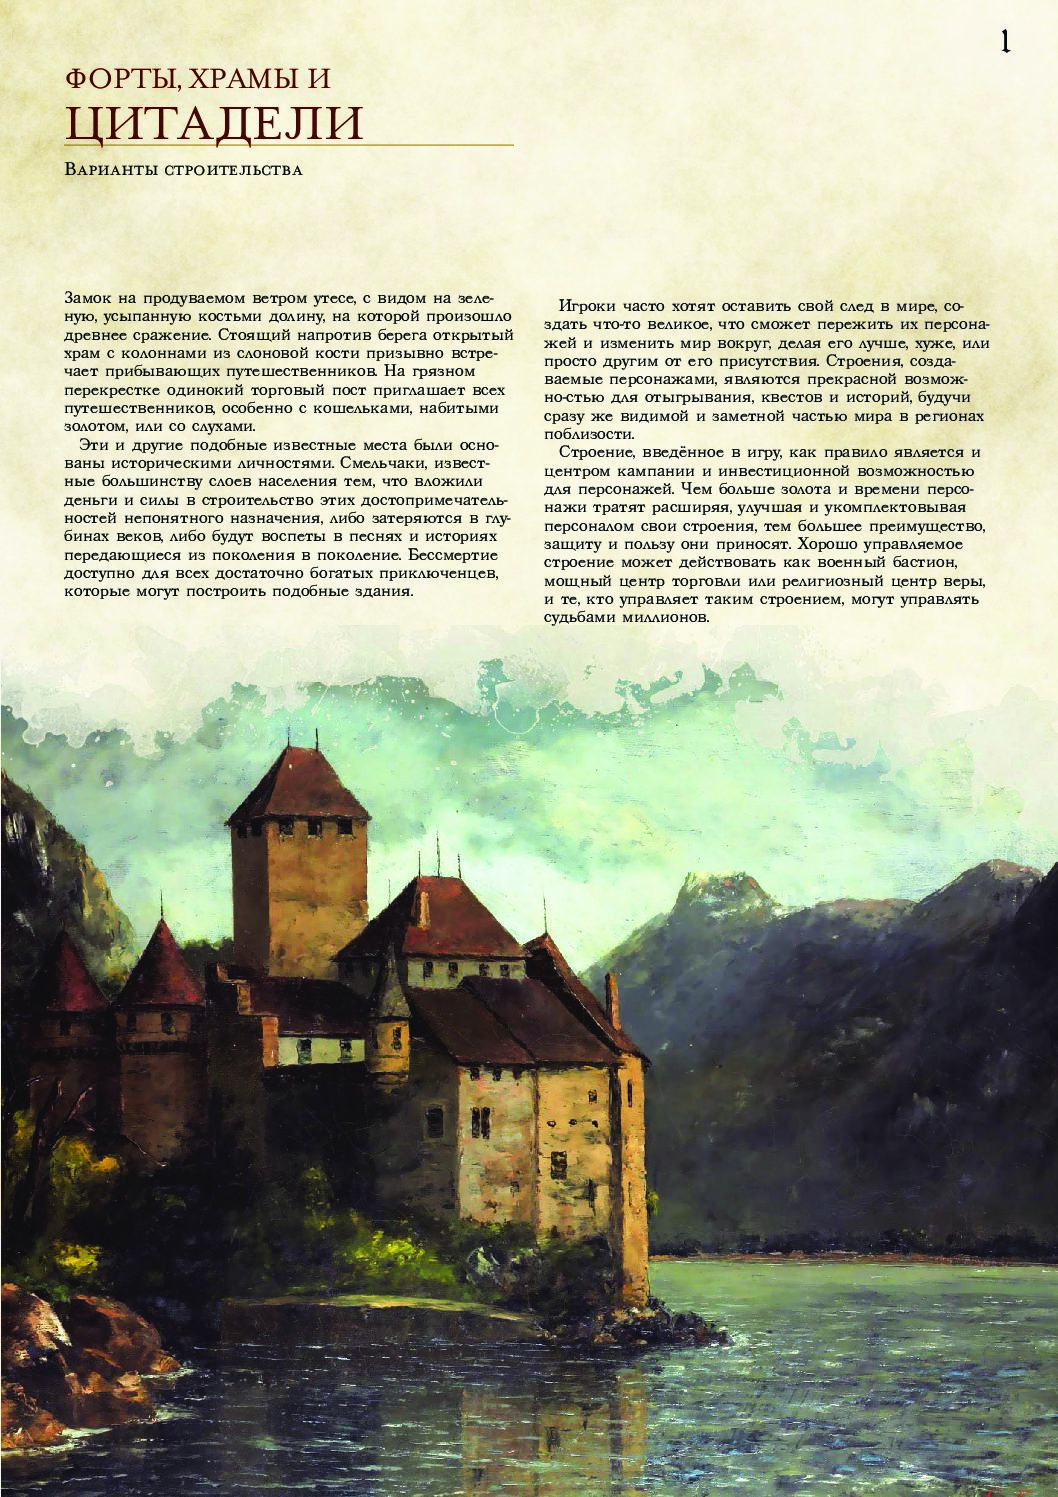 1
ФОРТЫ, ХРАМЫ И
ЦИТАДЕЛИ
Варианты строительства
Замок на продуваемом ветром утесе, с видом на зеле-
ную, усыпанную костьми долину, на которой произошло
древнее сражение. Стоящий напротив берега открытый
храм с колоннами из слоновой кости призывно встре-
чает прибывающих путешественников. На грязном
перекрестке одинокий торговый пост приглашает всех
путешественников, особенно с кошельками, набитыми
золотом, или со слухами.
Эти и другие подобные известные места были осно-
ваны историческими личностями. Смельчаки, извест-
ные большинству слоев населения тем, что вложили
деньги и силы в строительство этих достопримечатель-
ностей непонятного назначения, либо затеряются в глу-
бинах веков, либо будут воспеты в песнях и историях
передающиеся из поколения в поколение. Бессмертие
доступно для всех достаточно богатых приключенцев,
которые могут построить подобные здания.
Игроки часто хотят оставить свой след в мире, со-
здать что-то великое, что сможет пережить их персона-
жей и изменить мир вокруг, делая его лучше, хуже, или
просто другим от его присутствия. Строения, созда-
ваемые персонажами, являются прекрасной возмож-
но-стью для отыгрывания, квестов и историй, будучи
сразу же видимой и заметной частью мира в регионах
поблизости.
Строение, введённое в игру, как правило является и
центром кампании и инвестиционной возможностью
для персонажей. Чем больше золота и времени персо-
нажи тратят расширяя, улучшая и укомплектовывая
персоналом свои строения, тем большее преимущество,
защиту и пользу они приносят. Хорошо управляемое
строение может действовать как военный бастион,
мощный центр торговли или религиозный центр веры,
и те, кто управляет таким строением, могут управлять
судьбами миллионов.